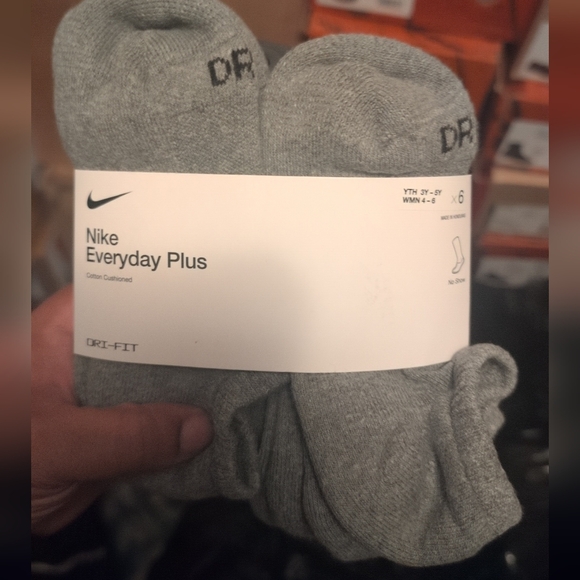 DR
DR
YTH 3Y – 5Y
WMN 4 – 6
x6
Nike
Everyday Plus
Cotton Cushioned
No Show
DRI-FIT